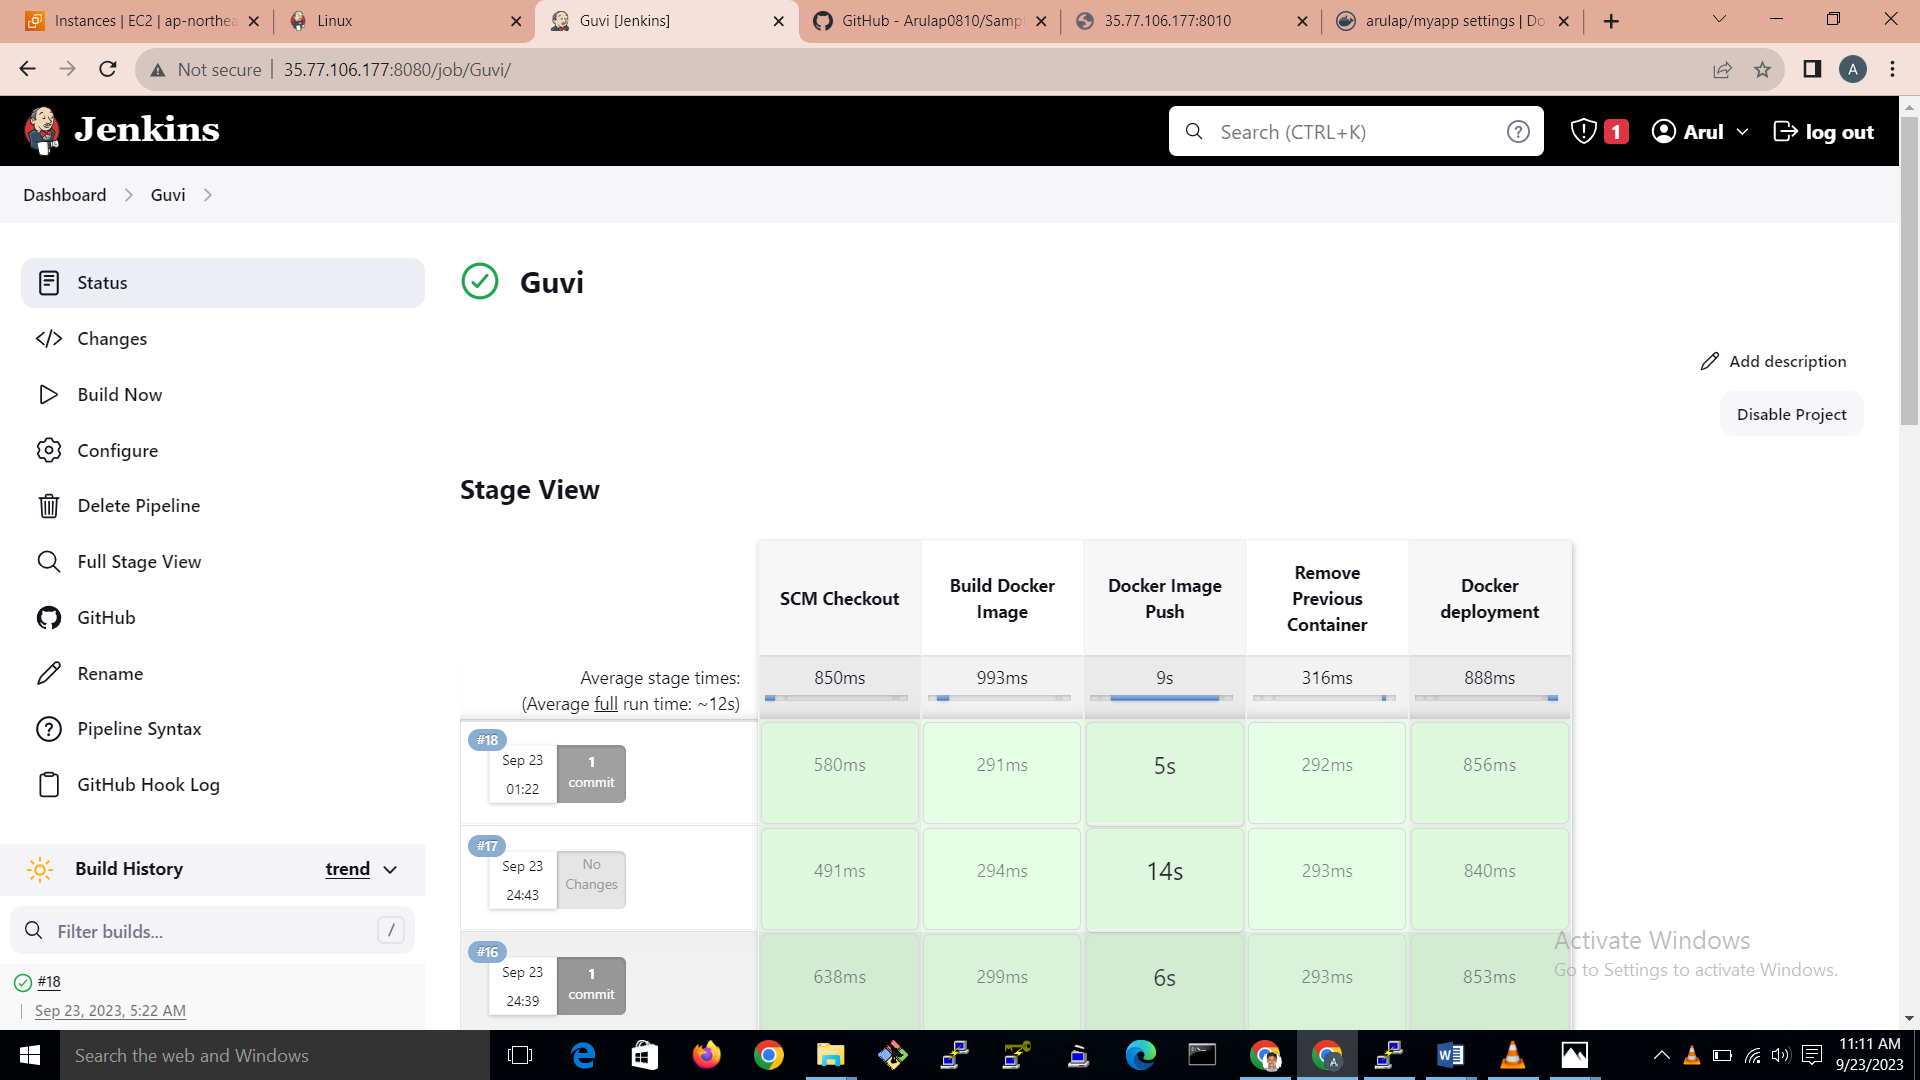 Instances | EC2 | ap-northea
Linux
Guvi [Jenkins]
GitHub - Arulap0810/Sampl
35.77.106.177:8010
arulap/myapp settings | Do
Not secure
35.77.106.177:8080/job/Guvi/
A
Jenkins
Search (CTRL+K)
1
Arul
log out
Dashboard
Guvi
Status
Guvi
Changes
Add description
Build Now
Disable Project
Configure
Stage View
Delete Pipeline
Full Stage View
GitHub
Rename
Pipeline Syntax
GitHub Hook Log
SCM Checkout
Build Docker
Image
Docker Image
Push
Remove
Previous
Container
Docker
deployment
Average stage times:
(Average full run time: ~12s)
850ms
993ms
9s
316ms
888ms
#18
Sep 23
01:22
1
commit
580ms
291ms
5s
292ms
856ms
#17
Sep 23
24:43
No
Changes
491ms
294ms
14s
293ms
840ms
#16
Sep 23
24:39
1
commit
638ms
299ms
6s
293ms
853ms
Build History
trend
Filter builds...
/
#18
Sep 23, 2023, 5:22 AM
Activate Windows
Go to Settings to activate Windows.
Search the web and Windows
11:11 AM
9/23/2023